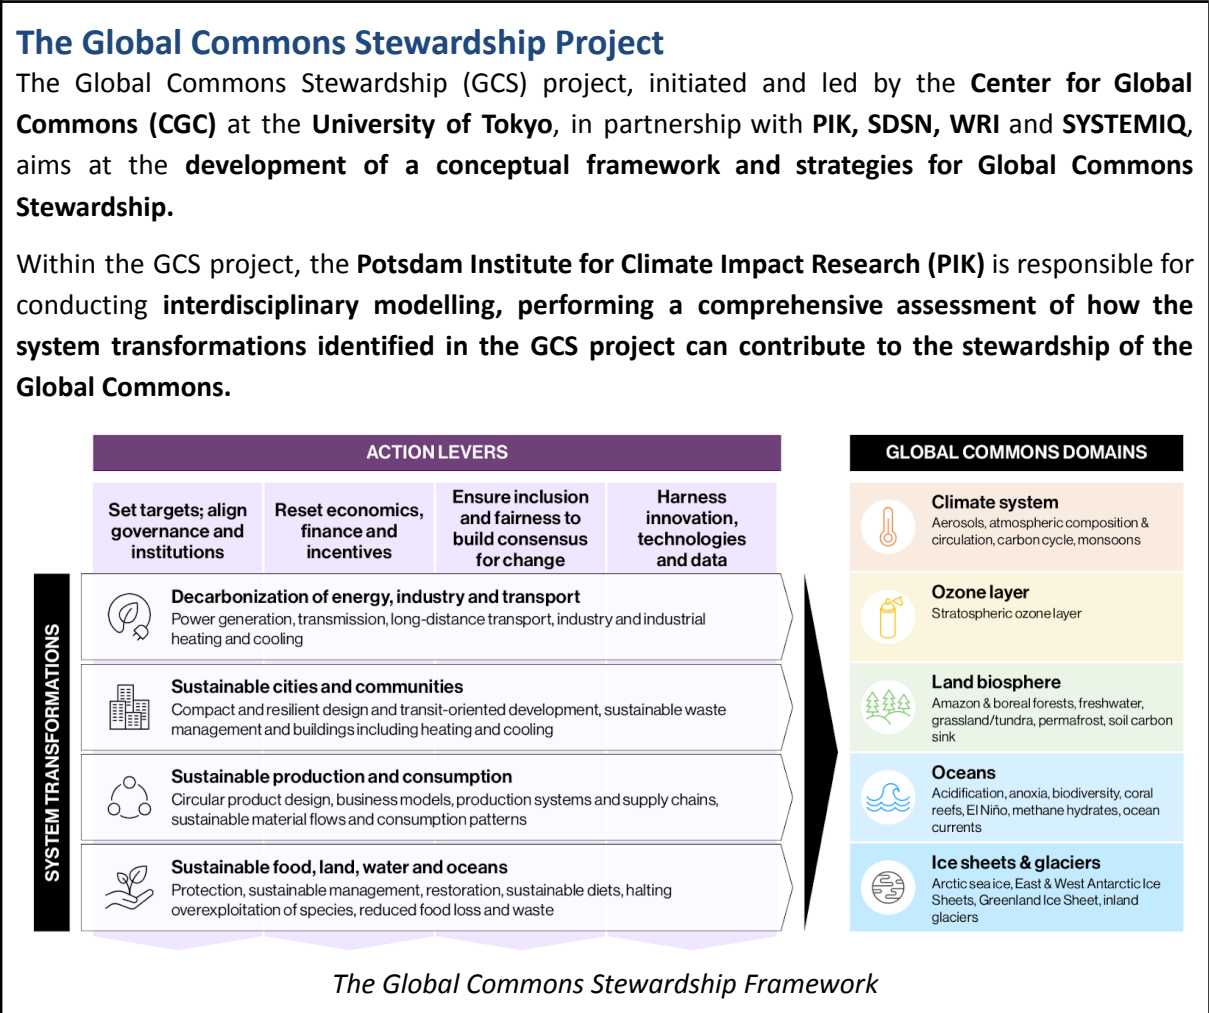 The Global Commons Stewardship Project
The Global Commons Stewardship (GCS) project, initiated and led by the Center for Global
Commons (CGC) at the University of Tokyo, in partnership with PIK, SDSN, WRI and SYSTEMIQ,
aims at the development of a conceptual framework and strategies for Global Commons
Stewardship.
Within the GCS project, the Potsdam Institute for Climate Impact Research (PIK) is responsible for
conducting interdisciplinary modelling, performing a comprehensive assessment of how the
system transformations identified in the GCS project can contribute to the stewardship of the
Global Commons.
ACTION LEVERS
Set targets; align
governance and
institutions
Reset economics,
finance and
incentives
Ensure inclusion
and fairness to
build consensus
for change
Harness
innovation,
technologies
and data
SYSTEM TRANSFORMATIONS
Decarbonization of energy, industry and transport
Power generation, transmission, long-distance transport, industry and industrial
heating and cooling
Sustainable cities and communities
Compact and resilient design and transit-oriented development, sustainable waste
management and buildings including heating and cooling
Sustainable production and consumption
Circular product design, business models, production systems and supply chains,
sustainable material flows and consumption patterns
Sustainable food, land, water and oceans
Protection, sustainable management, restoration, sustainable diets, halting
overexploitation of species, reduced food loss and waste
GLOBAL COMMONS DOMAINS
Climate system
Aerosols, atmospheric composition &
circulation, carbon cycle, monsoons
Ozone layer
Stratospheric ozone layer
Land biosphere
Amazon & boreal forests, freshwater,
grassland/tundra, permafrost, soil carbon
sink
Oceans
Acidification, anoxia, biodiversity, coral
reefs, El Niño, methane hydrates, ocean
currents
Ice sheets & glaciers
Arctic sea ice, East & West Antarctic Ice
Sheets, Greenland Ice Sheet, inland
glaciers
The Global Commons Stewardship Framework